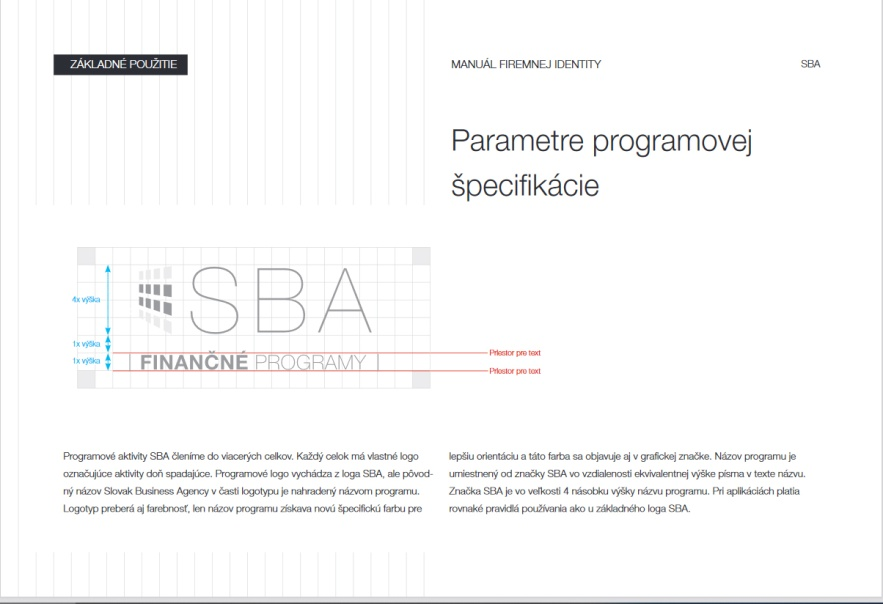 ZÁKLADNÉ POUŽITIE
MANUÁL FIREMNEJ IDENTITY
SBA
Parametre programovej
špecifikácie
4x výška
SBA
1x výška
1x výška
FINANČNÉ PROGRAMY
Priestor pre text
Priestor pre text
Programové aktivity SBA členíme do viacerých celkov. Každý celok má vlastné logo
označujúce aktivity doň spadajúce. Programové logo vychádza z loga SBA, ale pôvod-
ný názov Slovak Business Agency v časti logotypu je nahradený názvom programu.
Logotyp preberá aj farebnosť, len názov programu získava novú špecifickú farbu pre
lepšiu orientáciu a táto farba sa objavuje aj v grafickej značke. Názov programu je
umiestnený od značky SBA vo vzdialenosti ekvivalentnej výške písma v texte názvu.
Značka SBA je vo veľkosti 4 násobku výšky názvu programu. Pri aplikáciách platia
rovnaké pravidlá používania ako u základného loga SBA.